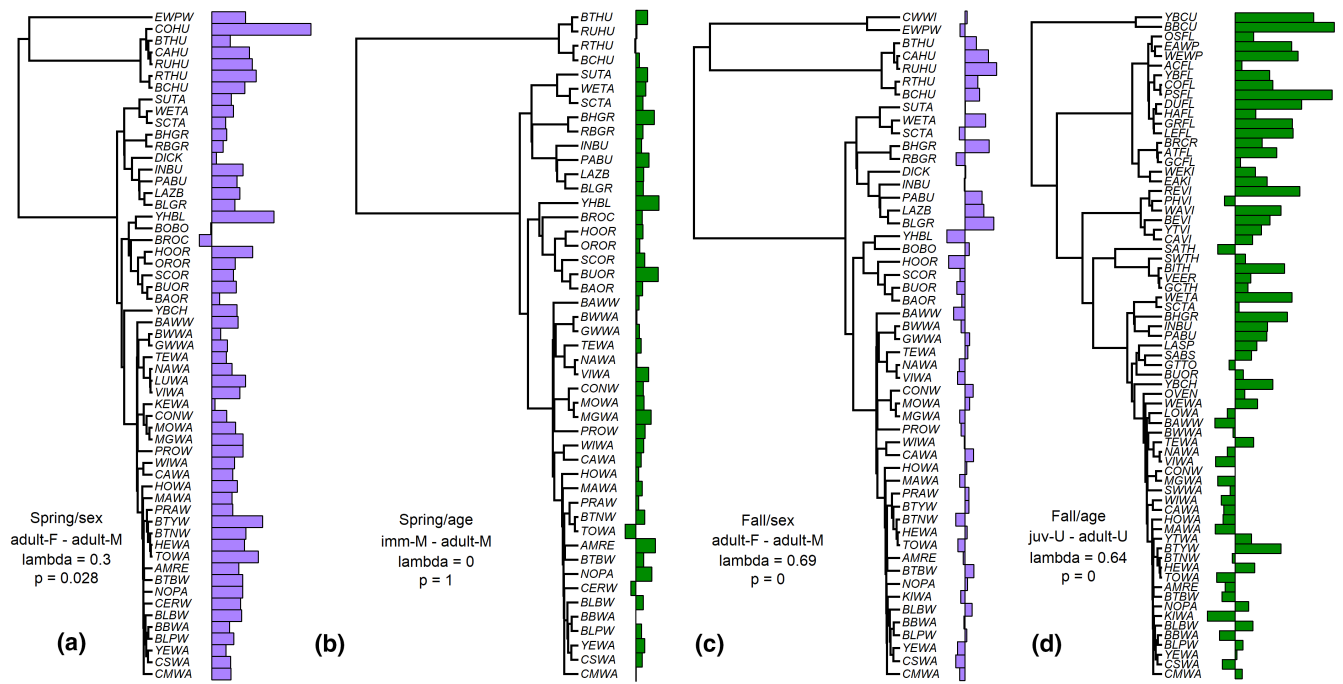 EWPW
COHU
BTHU
CAHU
RUHU
RTHU
BCHU
SUTA
WETA
SCTA
BHGR
RBGR
DICK
INBU
PABU
LAZB
BLGR
YHBL
BOBO
BROC
HOOR
OROR
SCOR
BUOR
BAOR
YBCH
BAWW
BWWA
GWWA
TEWA
NAWA
LUWA
VIWA
KEWA
CONW
MOWA
MGWA
PROW
WIWA
CAWA
HOWA
MAWA
PRAW
BTYW
BTNW
HEWA
TOWA
AMRE
BTBW
NOPA
CERW
BLBW
BBWA
BLPW
YEWA
CSWA
CMWA
Spring/sex
adult-F - adult-M
lambda = 0.3
p = 0.028
(a)
BTHU
RUHU
RTHU
BCHU
SUTA
WETA
SCTA
BHGR
RBGR
INBU
PABU
LAZB
BLGR
YHBL
BROC
HOOR
OROR
SCOR
BUOR
BAOR
BAWW
BWWA
GWWA
TEWA
NAWA
VIWA
CONW
MOWA
MGWA
PROW
WIWA
CAWA
HOWA
MAWA
PRAW
BTNW
TOWA
AMRE
BTBW
NOPA
CERW
BLBW
BBWA
BLPW
YEWA
CSWA
CMWA
Spring/age
imm-M - adult-M
lambda = 0
p = 1
(b)
CWWI
EWPW
BTHU
CAHU
RUHU
RTHU
BCHU
SUTA
WETA
SCTA
BHGR
RBGR
DICK
INBU
PABU
LAZB
BLGR
YHBL
BOBO
HOOR
SCOR
BUOR
BAOR
BAWW
BWWA
GWWA
TEWA
NAWA
VIWA
CONW
MOWA
MGWA
PROW
WIWA
CAWA
HOWA
MAWA
PRAW
BTYW
BTNW
HEWA
TOWA
AMRE
BTBW
NOPA
KIWA
BLBW
BBWA
BLPW
YEWA
CSWA
CMWA
Fall/sex
adult-F - adult-M
lambda = 0.69
p = 0
(c)
YBCU
BBCU
OSFL
EAWP
WEWP
ACFL
YBFL
COFL
PSFL
DUFL
HAFL
GRFL
LEFL
BRCR
ATFL
GCFL
WEKI
EAKI
REVI
PHVI
WAVI
BEVI
YTVI
CAVI
SATH
SWTH
BITH
VEER
GCTH
WETA
SCTA
BHGR
INBU
PABU
LASP
SABS
GTTO
BUOR
YBCH
OVEN
WEWA
LOWA
BAWW
BWWA
TEWA
NAWA
VIWA
CONW
MGWA
SWWA
WIWA
CAWA
HOWA
MAWA
YTWA
BTYW
BTNW
HEWA
TOWA
AMRE
BTBW
NOPA
KIWA
BLBW
BBWA
BLPW
YEWA
CSWA
CMWA
Fall/age
juv-U - adult-U
lambda = 0.64
p = 0
(d)